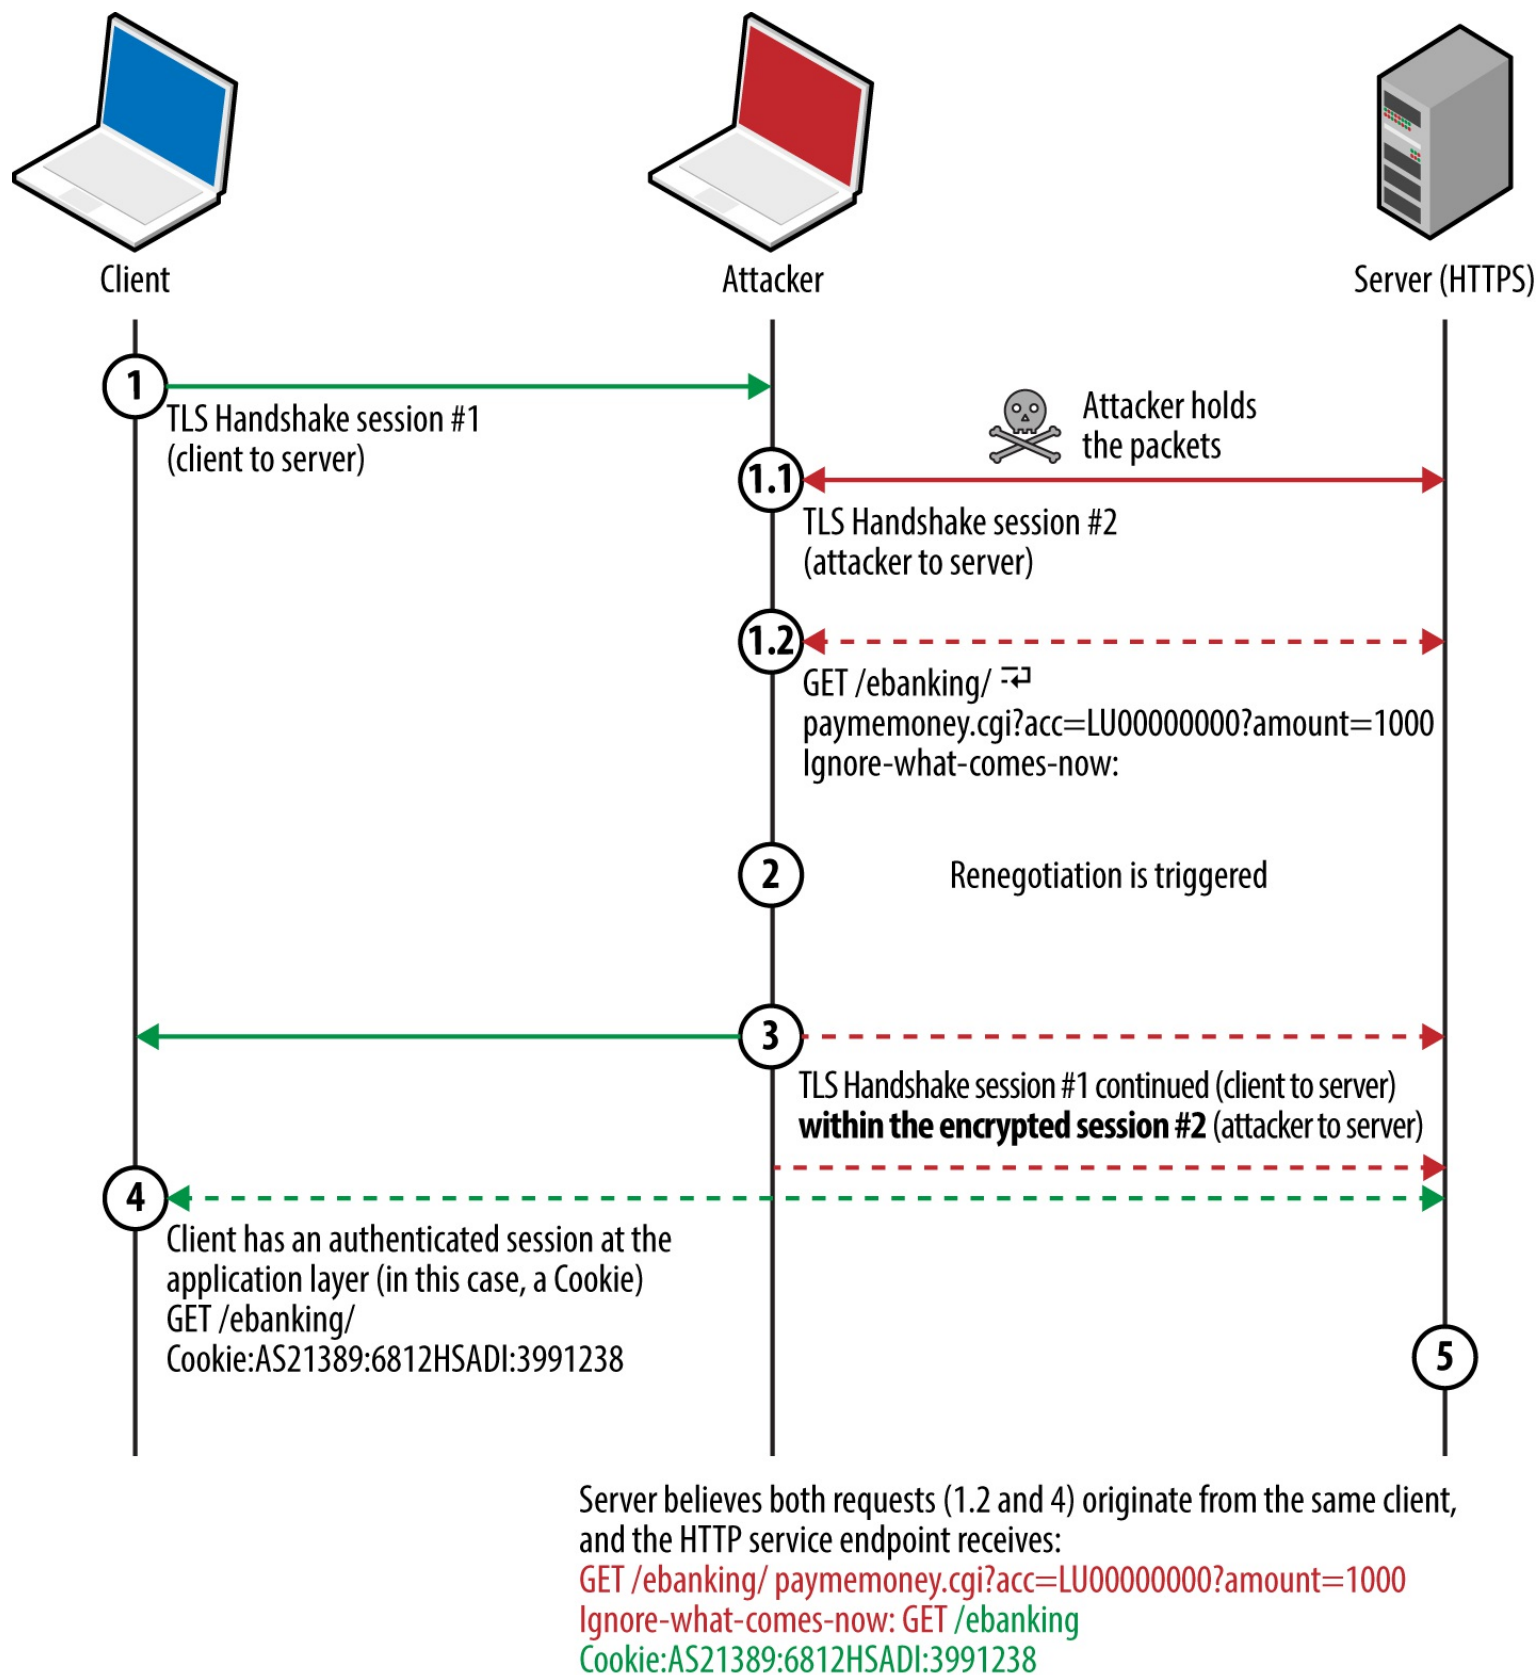 Client
Attacker
Server (HTTPS)
1
TLS Handshake session #1
(client to server)
Attacker holds
the packets
1.1
TLS Handshake session #2
(attacker to server)
1.2
GET /ebanking/
paymemoney.cgi?acc=LU00000000?amount=1000
Ignore-what-comes-now:
2
Renegotiation is triggered
3
TLS Handshake session #1 continued (client to server)
within the encrypted session #2 (attacker to server)
4
Client has an authenticated session at the
application layer (in this case, a Cookie)
GET /ebanking/
Cookie:AS21389:6812HSADI:3991238
5
Server believes both requests (1.2 and 4) originate from the same client,
and the HTTP service endpoint receives:
GET /ebanking/ paymemoney.cgi?acc=LU00000000?amount=1000
Ignore-what-comes-now: GET /ebanking
Cookie:AS21389:6812HSADI:3991238